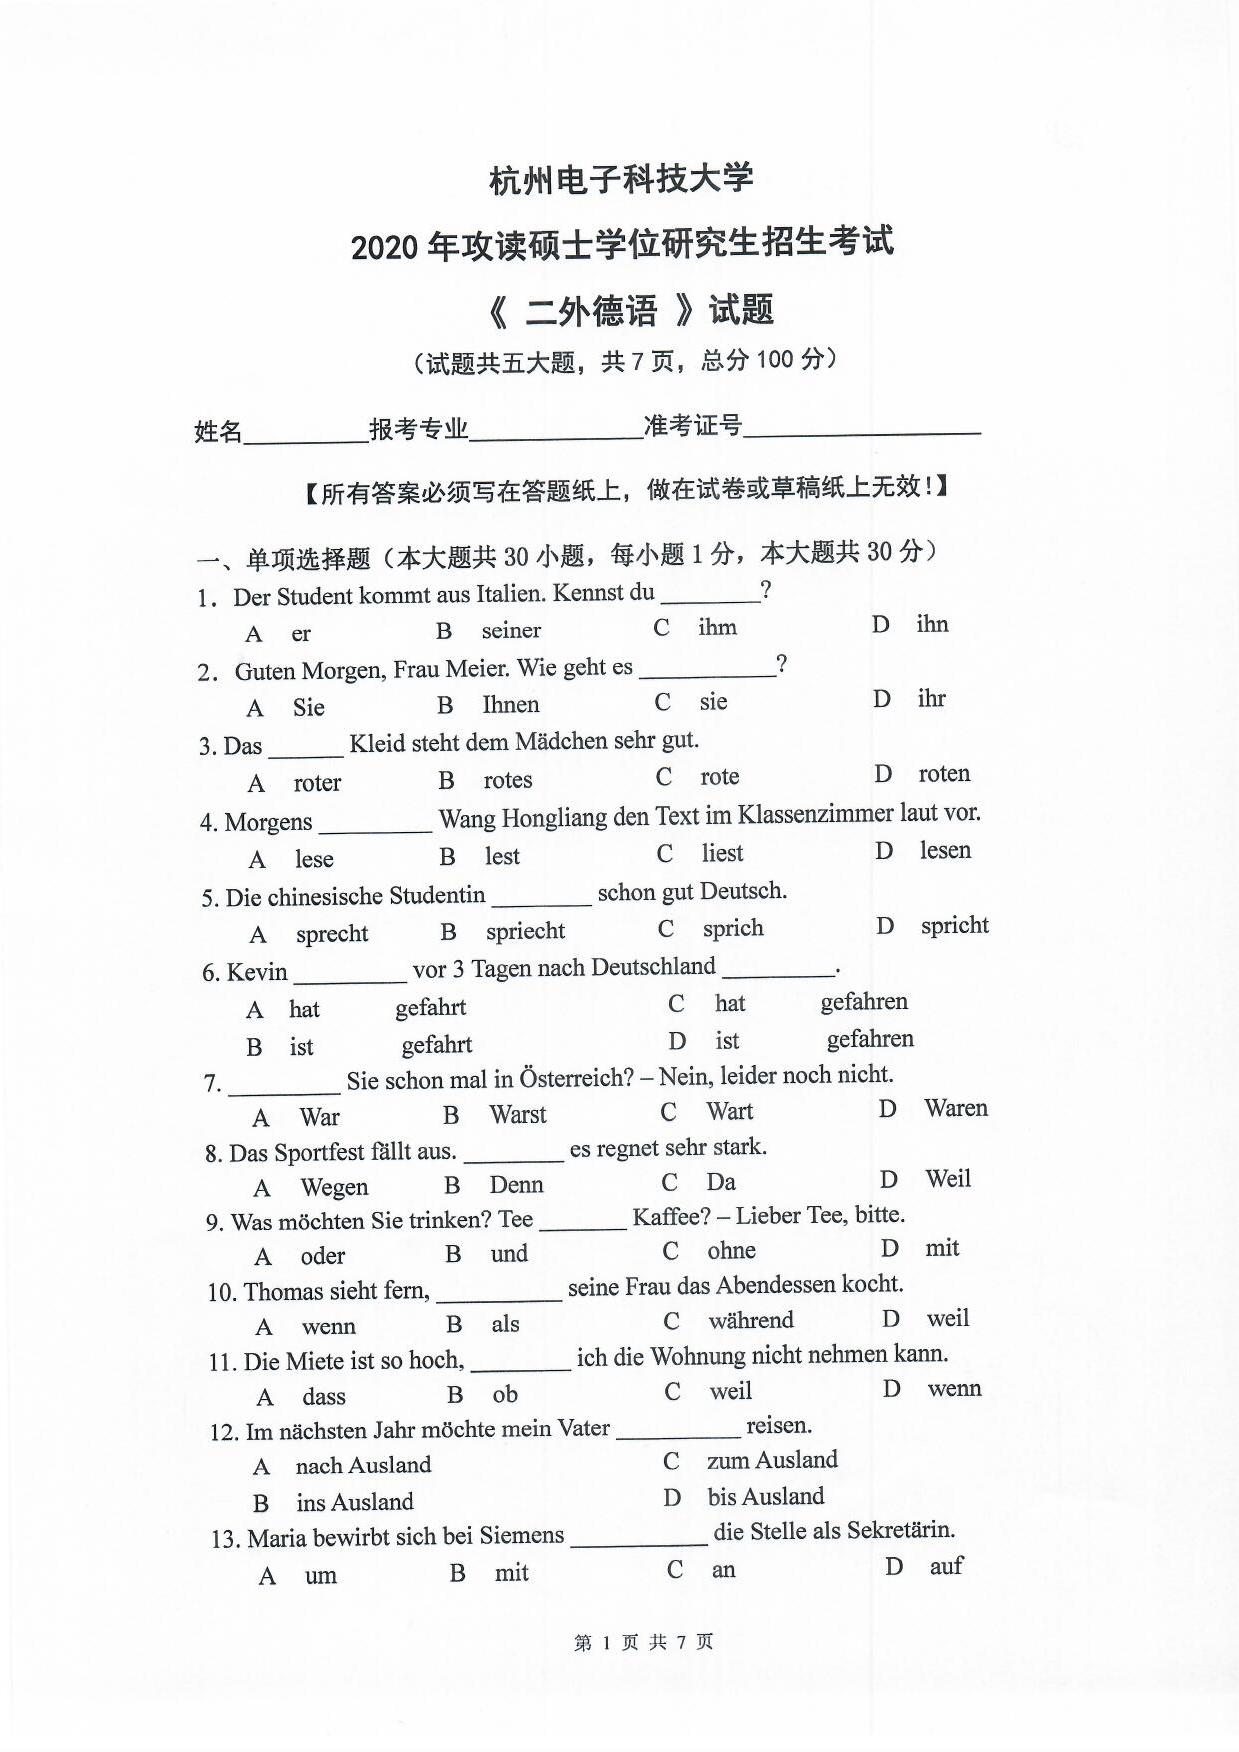 杭州电子科技大学
2020 年攻读硕士学位研究生招生考试
《 二外德语 》试题
（试题共五大题，共 7 页，总分 100 分）
姓名__________报考专业______________准考证号___________________
【所有答案必须写在答题纸上，做在试卷或草稿纸上无效！】
一、单项选择题（本大题共 30 小题，每小题 1 分，本大题共 30 分）
1．Der Student kommt aus Italien. Kennst du ________?
A er B seiner C ihm D ihn
2．Guten Morgen, Frau Meier. Wie geht es ___________?
A Sie B Ihnen C sie D ihr
3. Das ______ Kleid steht dem Mädchen sehr gut.
A roter B rotes C rote D roten
4. Morgens _________ Wang Hongliang den Text im Klassenzimmer laut vor.
A lese B lest C liest D lesen
5. Die chinesische Studentin ________ schon gut Deutsch.
A sprecht B spriecht C sprich D spricht
6. Kevin _________ vor 3 Tagen nach Deutschland _________.
A hat gefahrt C hat gefahren
B ist gefahrt D ist gefahren
7. _________ Sie schon mal in Österreich? – Nein, leider noch nicht.
A War B Warst C Wart D Waren
8. Das Sportfest fällt aus. ________ es regnet sehr stark.
A Wegen B Denn C Da D Weil
9. Was möchten Sie trinken? Tee _______ Kaffee? – Lieber Tee, bitte.
A oder B und C ohne D mit
10. Thomas sieht fern, __________ seine Frau das Abendessen kocht.
A wenn B als C während D weil
11. Die Miete ist so hoch, ________ ich die Wohnung nicht nehmen kann.
A dass B ob C weil D wenn
12. Im nächsten Jahr möchte mein Vater __________ reisen.
A nach Ausland C zum Ausland
B ins Ausland D bis Ausland
13. Maria bewirbt sich bei Siemens ___________ die Stelle als Sekretärin.
A um B mit C an D auf
第 1 页 共 7 页